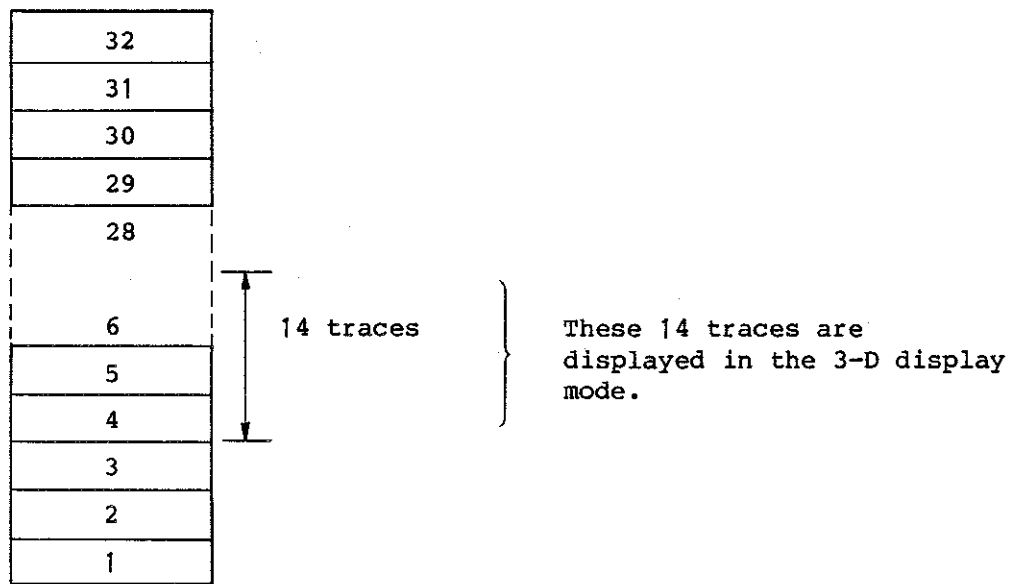 32
31
30
29
28
6
5
4
3
2
1
14 traces
These 14 traces are
displayed in the 3-D display
mode.